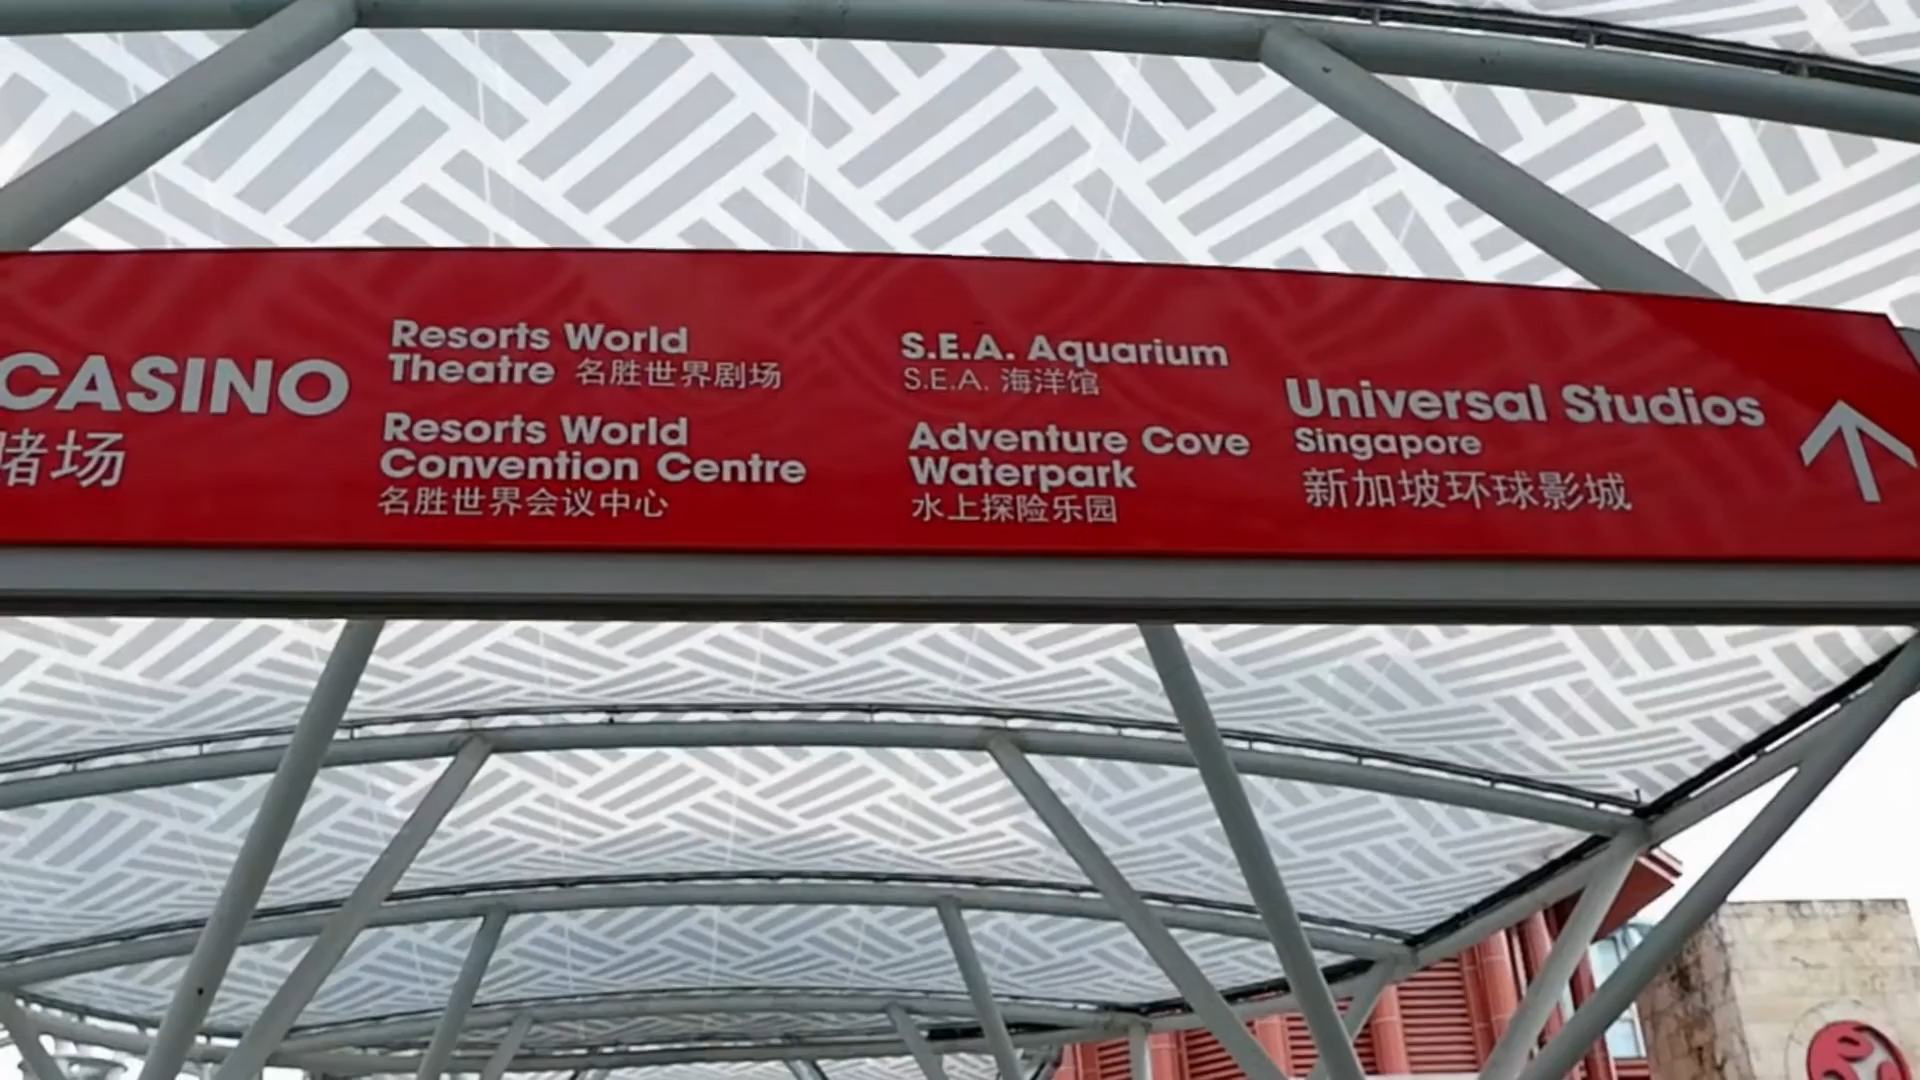 CASINO
赌场
Resorts World
Theatre 名胜世界剧场
Resorts World
Convention Centre
名胜世界会议中心
S.E.A. Aquarium
S.E.A. 海洋馆
Adventure Cove
Waterpark
水上探险乐园
Universal Studios
Singapore
新加坡环球影城